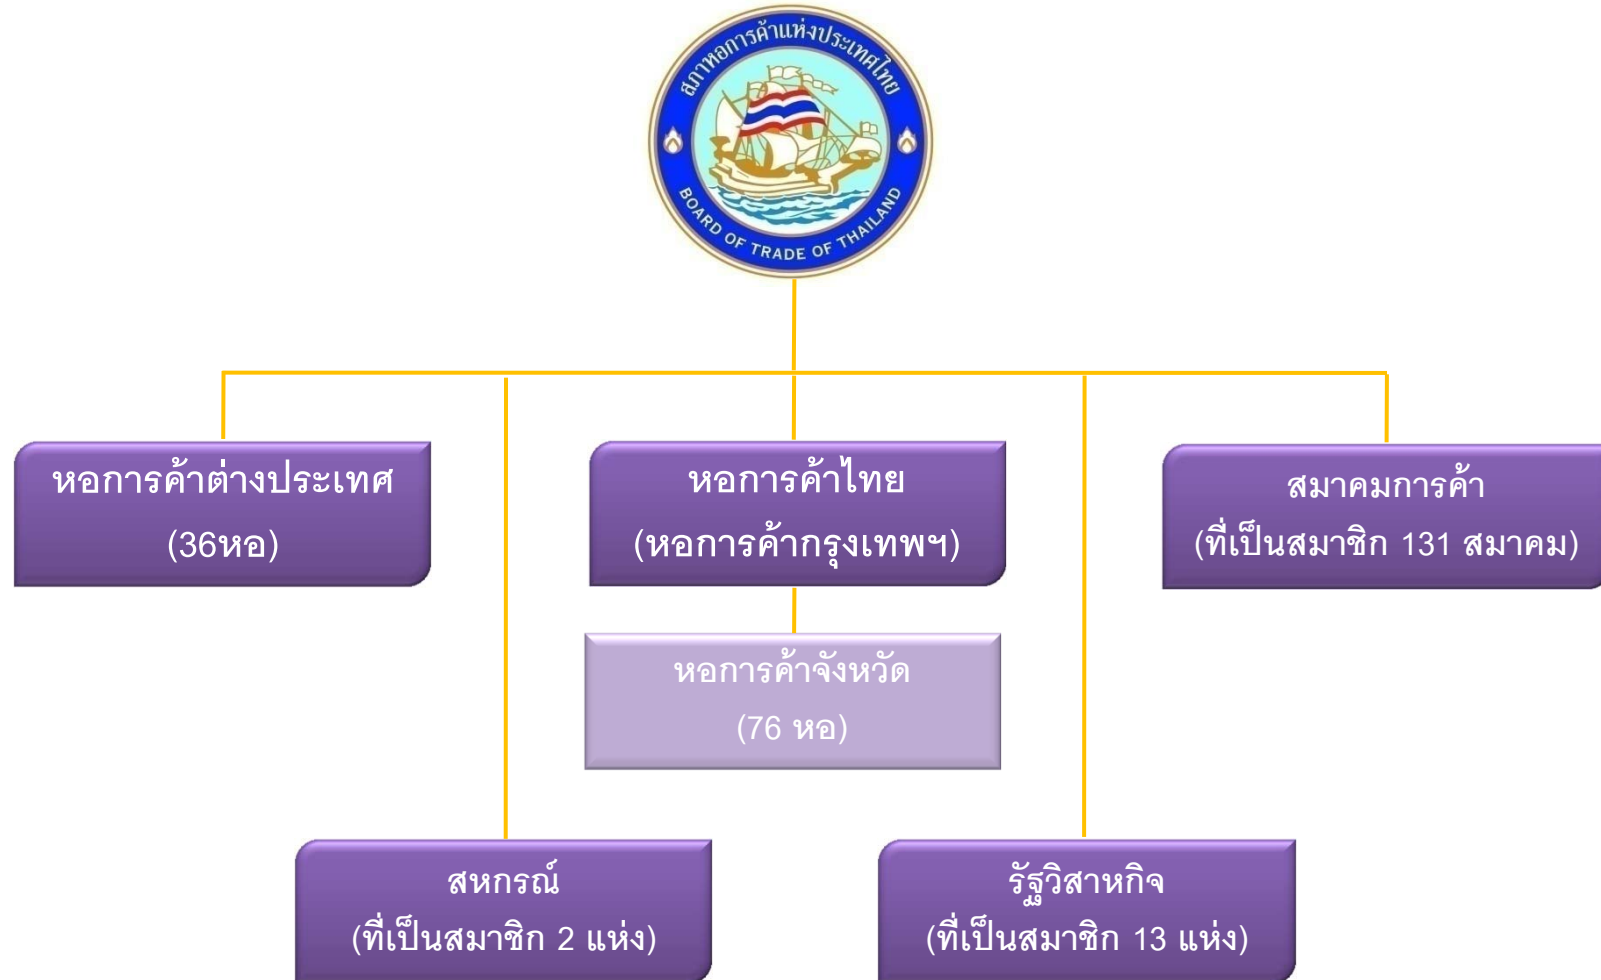 สภาหอการค้าแห่งประเทศไทย
BOARD OF TRADE OF THAILAND
หอการค้าต่างประเทศ
(36หอ)
หอการค้าไทย
(หอการค้ากรุงเทพฯ)
สมาคมการค้า
(ที่เป็นสมาชิก 131 สมาคม)
หอการค้าจังหวัด
(76 หอ)
สหกรณ์
(ที่เป็นสมาชิก 2 แห่ง)
รัฐวิสาหกิจ
(ที่เป็นสมาชิก 13 แห่ง)